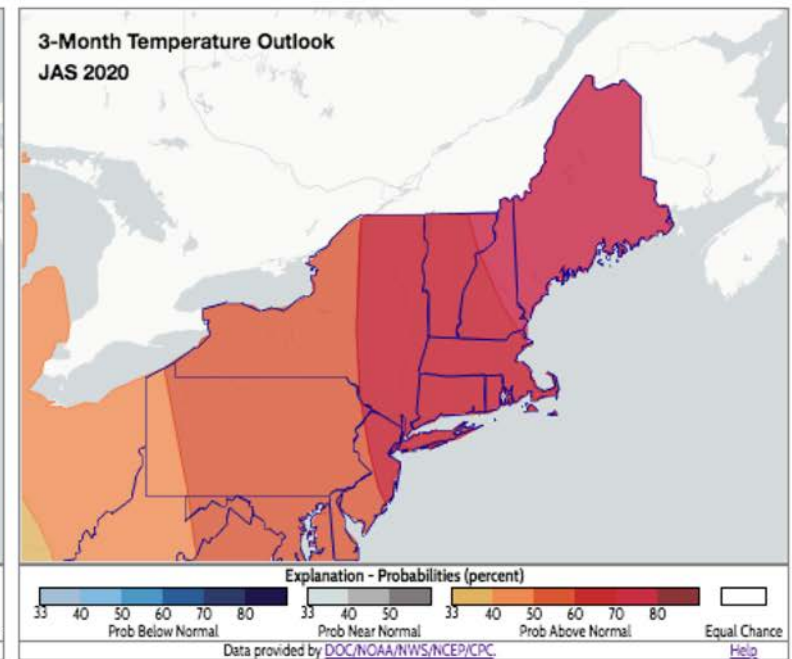 3-Month Temperature Outlook
JAS 2020
Explanation - Probabilities (percent)
33 40 50 60 70 80 33 40 50 33 40 50 60 70 80
Prob Below Normal Prob Near Normal Prob Above Normal Equal Chance
Data provided by DOC/NOAA/NWS/NCEP/CPC. Help